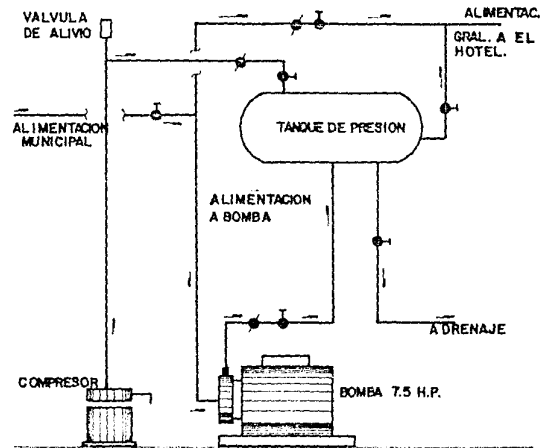 VALVULA
DE ALIVIO
ALIMENTAC.
GRAL. A EL
HOTEL.
ALIMENTACION
MUNICIPAL
TANQUE DE PRESION
ALIMENTACION
A BOMBA
A DRENAJE
COMPRESOR
BOMBA 7.5 H.P.